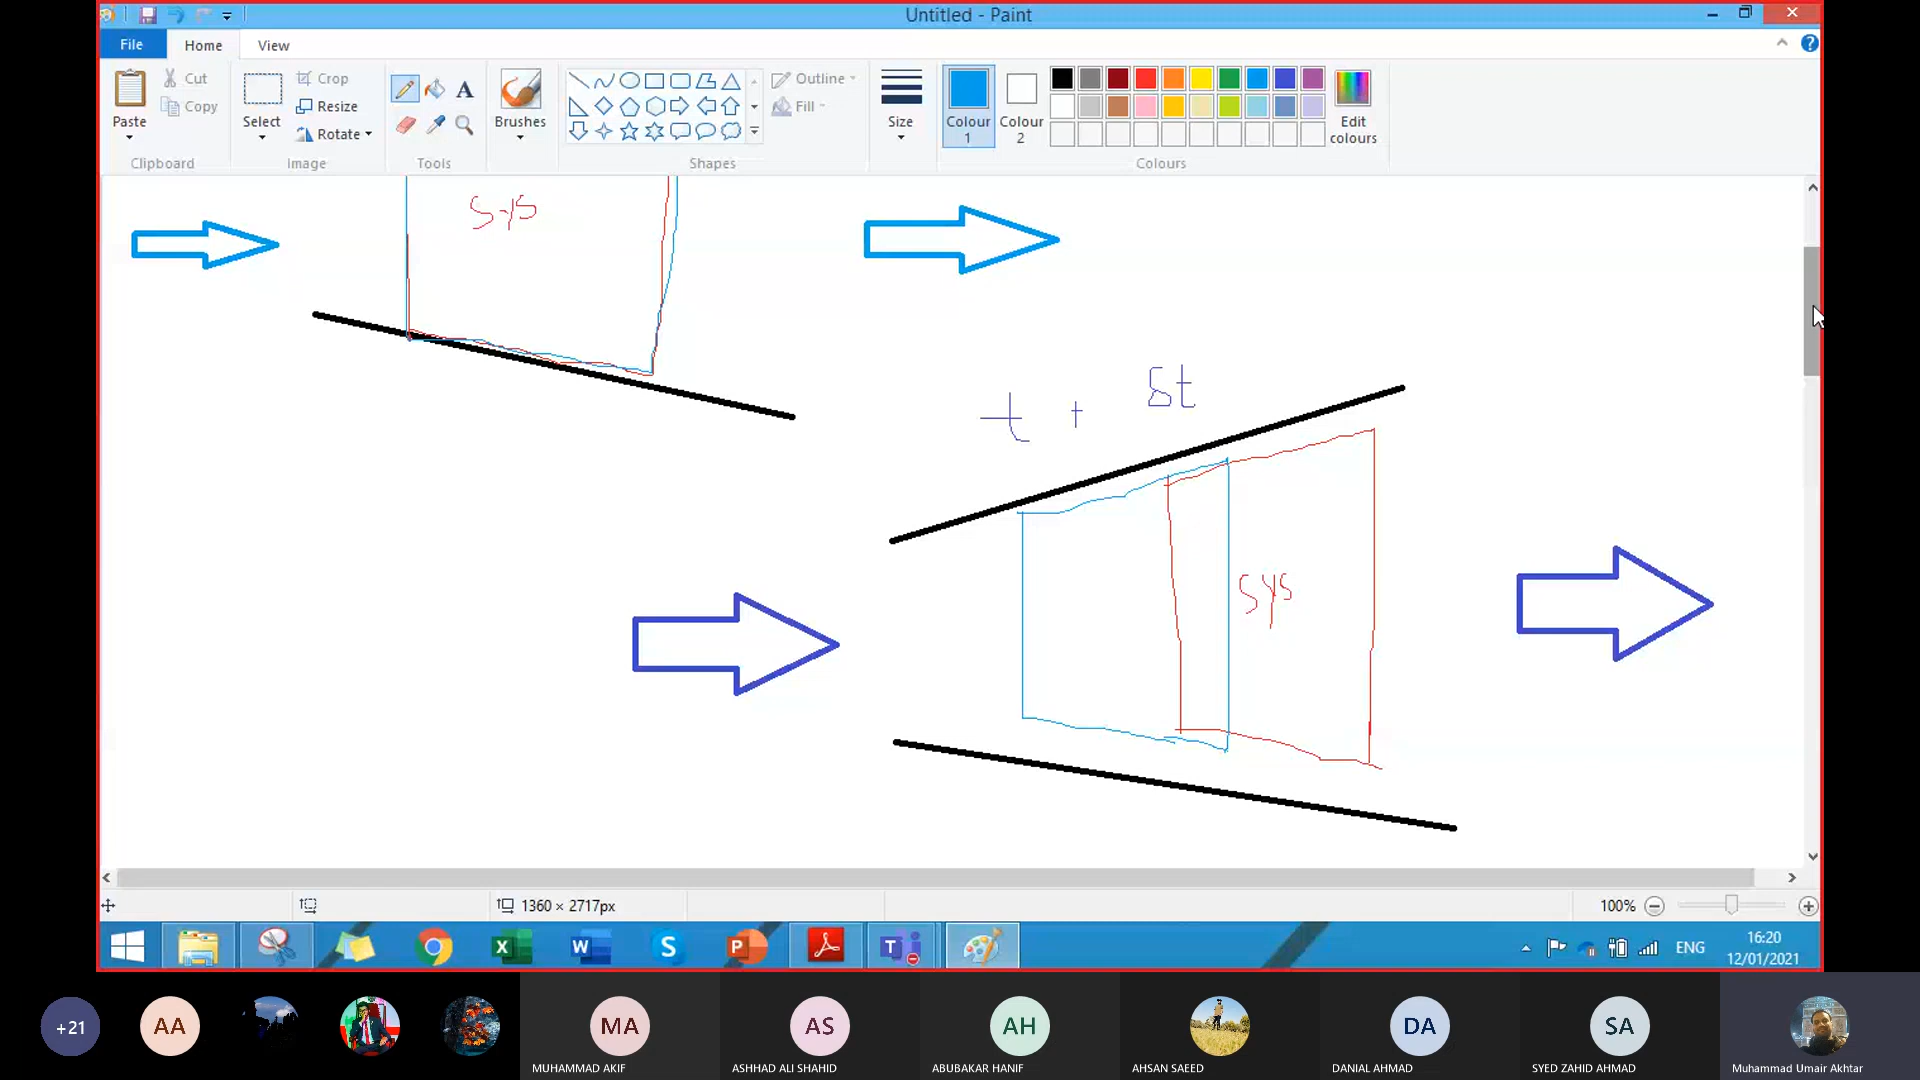 Untitled - Paint
File Home View
Paste
Cut
Copy
Clipboard
Select
Crop
Resize
Rotate
Image
A
Tools
Brushes
Outline
Fill
Shapes
Size
Colour 1
Colour 2
Edit colours
Colours
sys
t + δt
sys
1360 × 2717px
100%
ENG
16:20
12/01/2021
+21
AA
MA
MUHAMMAD AKIF
AS
ASHHAD ALI SHAHID
AH
ABUBAKAR HANIF
AHSAN SAEED
DA
DANIAL AHMAD
SA
SYED ZAHID AHMAD
Muhammad Umair Akhtar